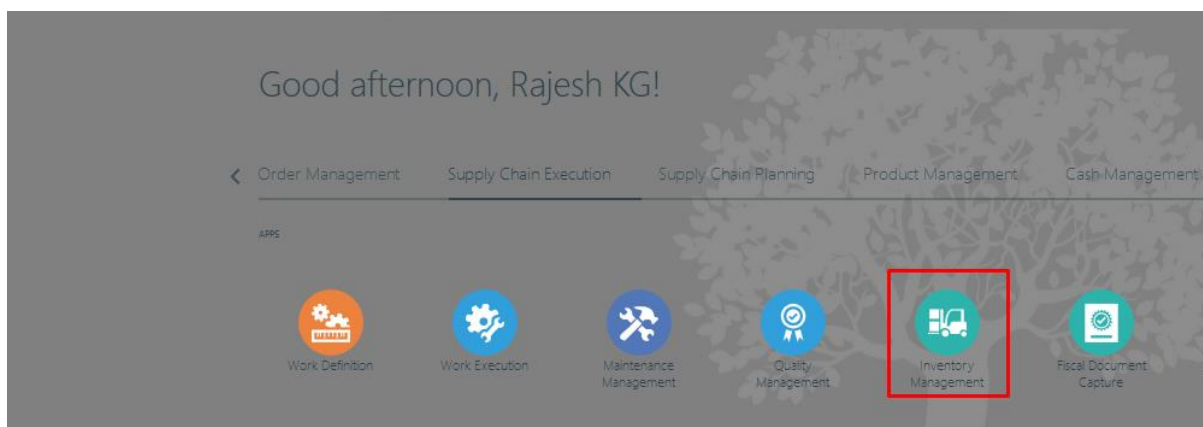 Good afternoon, Rajesh KG!
Order Management
Supply Chain Execution
Supply Chain Planning
Product Management
Cash Management
APPS
Work Definition
Work Execution
Maintenance
Management
Quality
Management
Inventory
Management
Fiscal Document
Capture